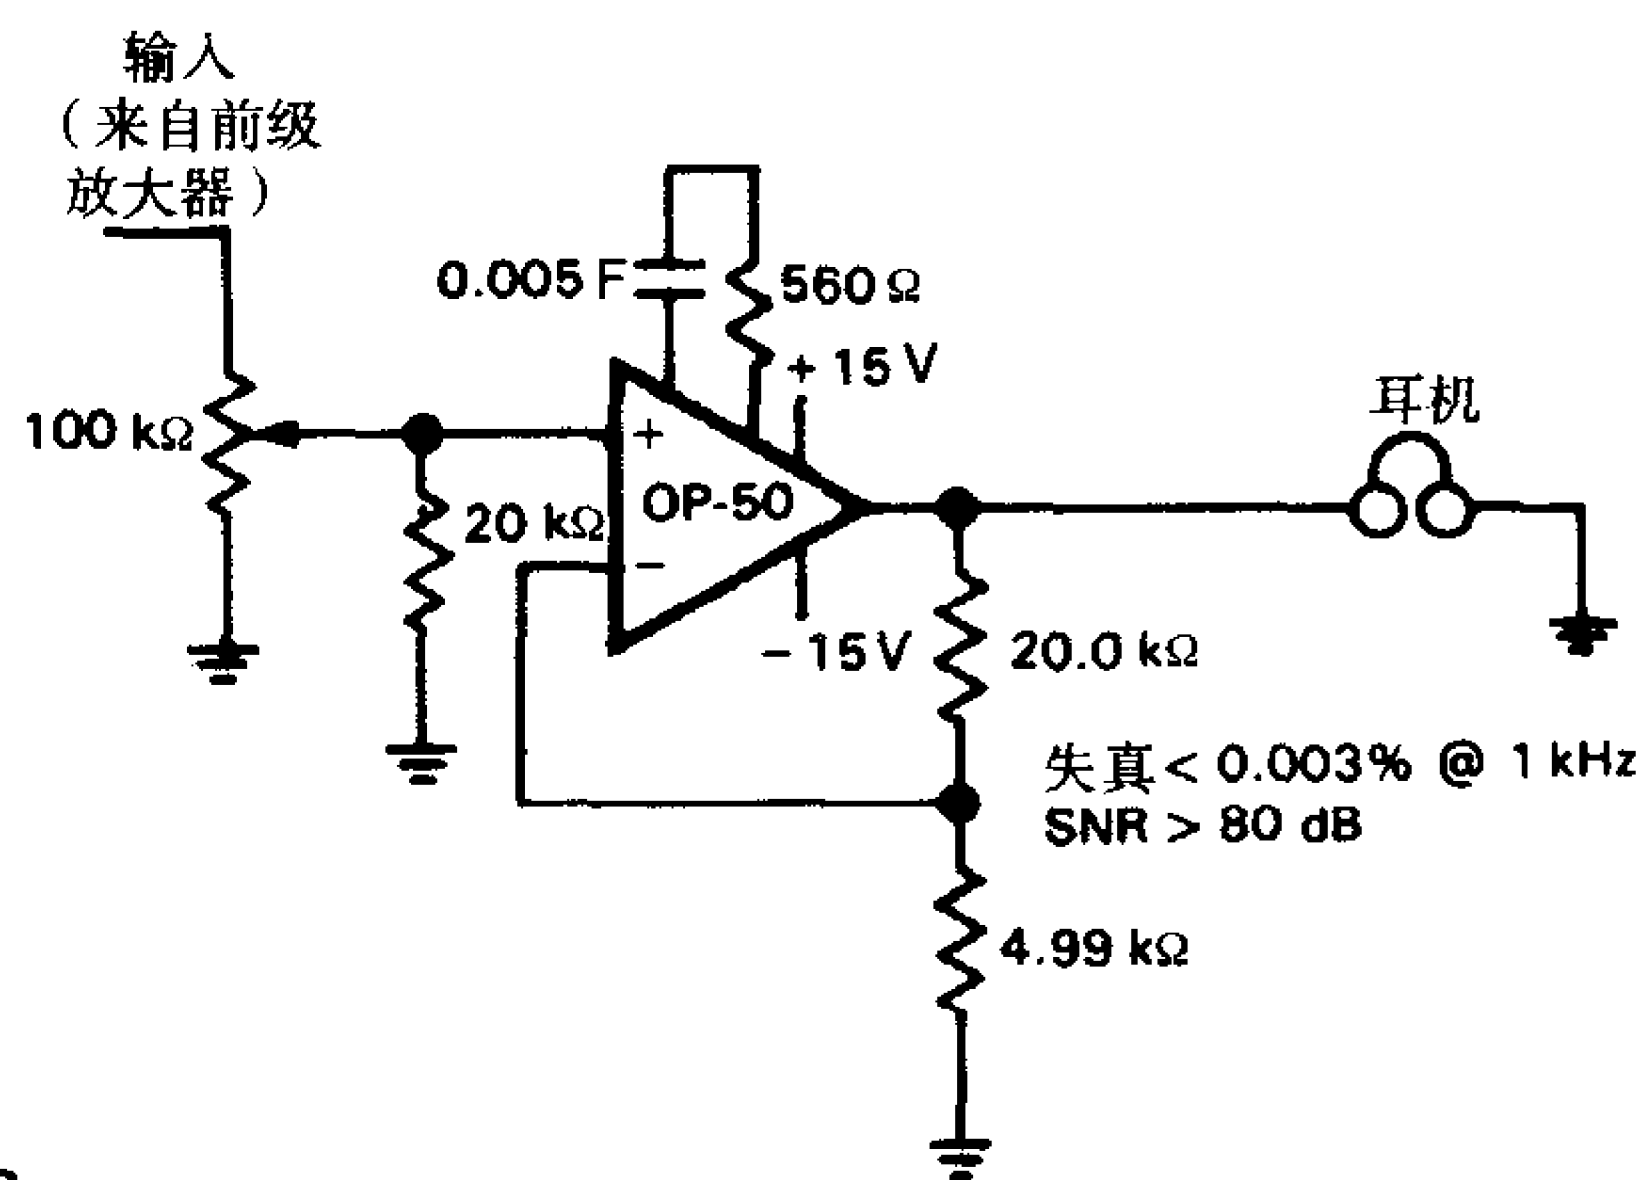 输入
（来自前级
放大器）
0.005 F
560 Ω
+ 15 V
耳机
100 kΩ
+
OP-50
20 kΩ
−
− 15 V
20.0 kΩ
失真 < 0.003% @ 1 kHz
SNR > 80 dB
4.99 kΩ